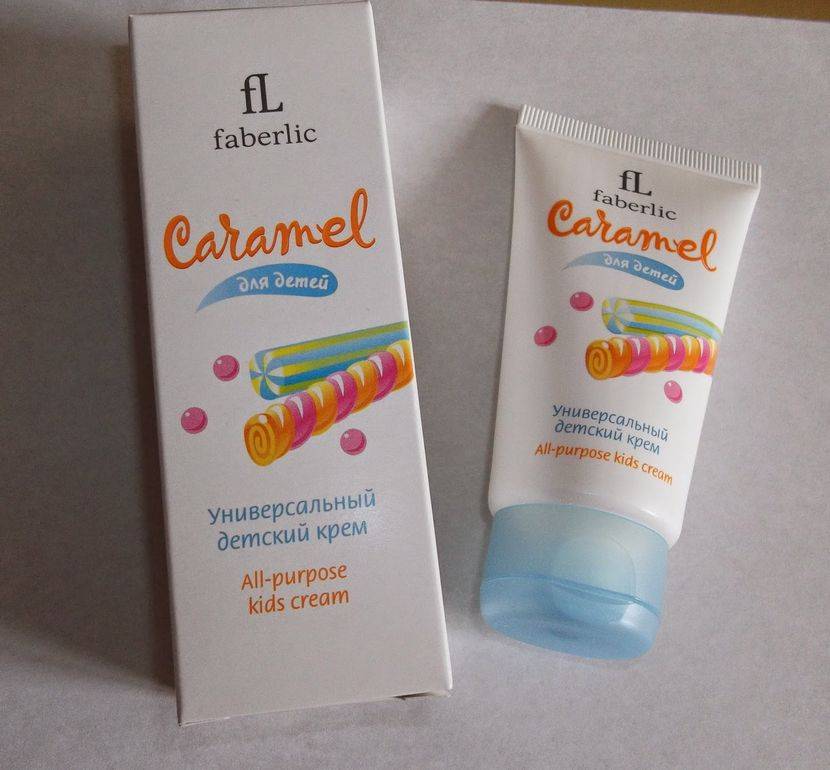 fL
faberlic
Caramel
для детей
Универсальный
детский крем
All-purpose
kids cream
fL
faberlic
Caramel
для детей
Универсальный
детский крем
All-purpose kids cream